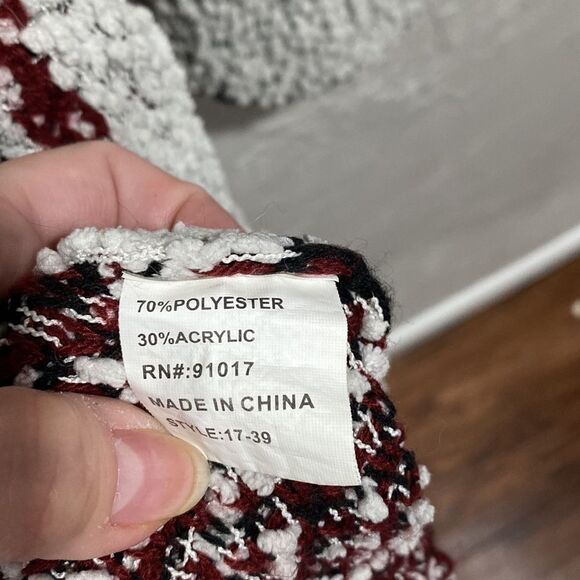 70%POLYESTER
30%ACRYLIC
RN#:91017
MADE IN CHINA
STYLE:17-39